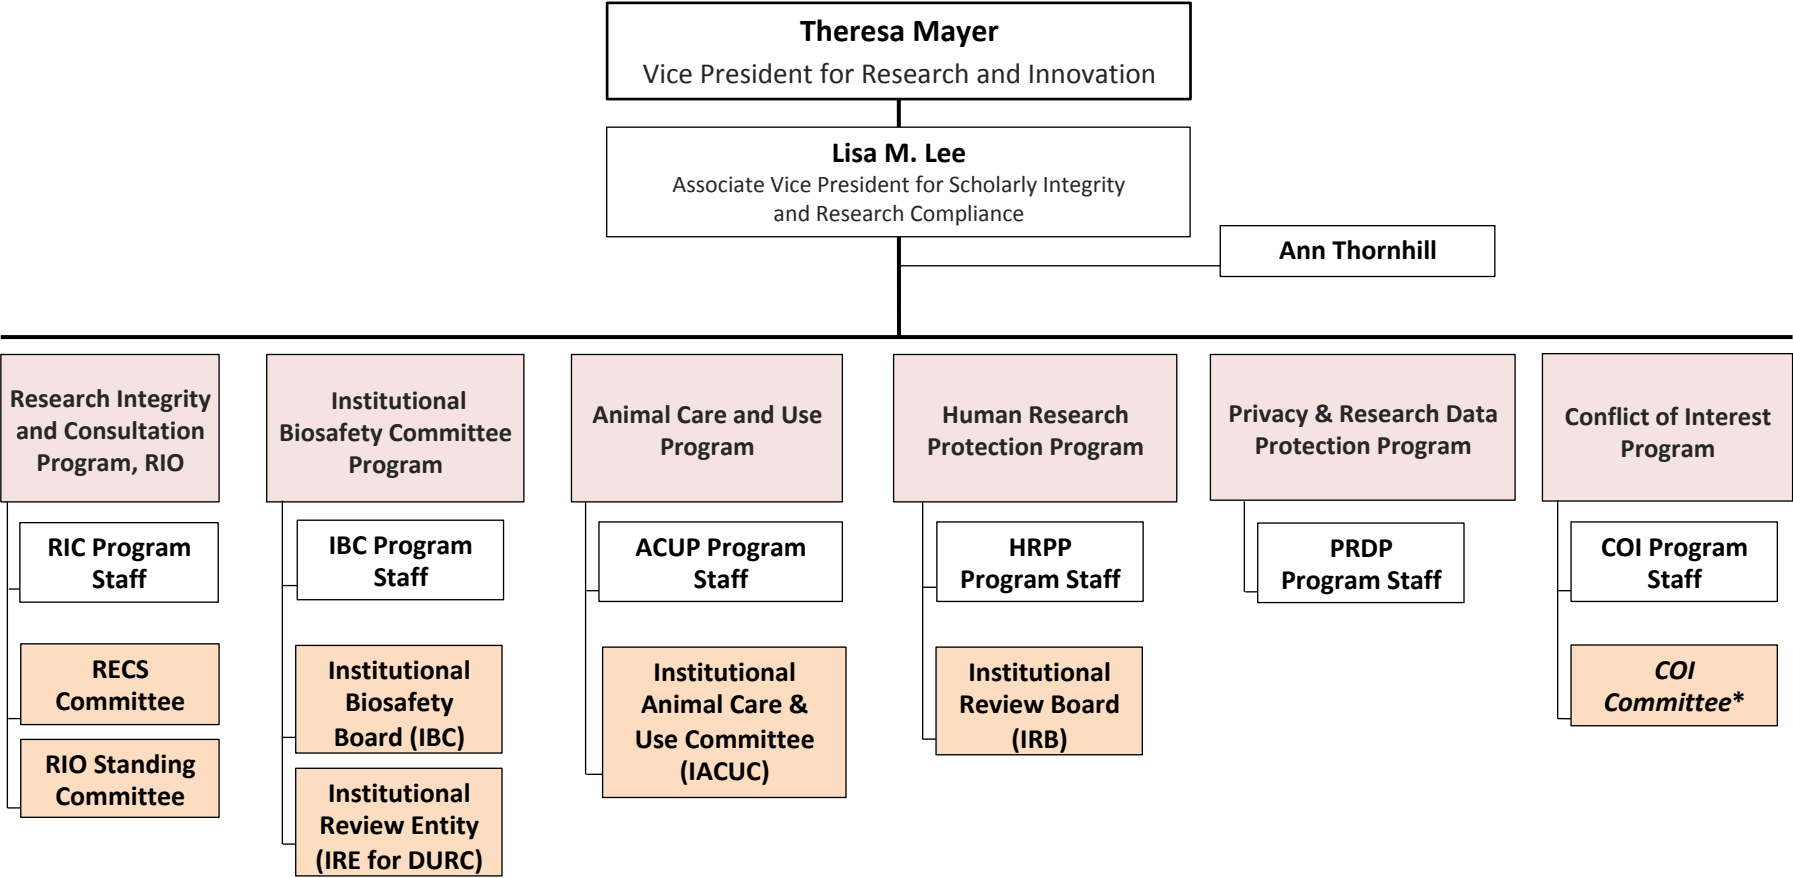 Theresa Mayer
Vice President for Research and Innovation
Lisa M. Lee
Associate Vice President for Scholarly Integrity
and Research Compliance
Ann Thornhill
Research Integrity
and Consultation
Program, RIO
Institutional
Biosafety Committee
Program
Animal Care and Use
Program
Human Research
Protection Program
Privacy & Research Data
Protection Program
Conflict of Interest
Program
RIC Program
Staff
IBC Program
Staff
ACUP Program
Staff
HRPP
Program Staff
PRDP
Program Staff
COI Program
Staff
RECS
Committee
Institutional
Biosafety
Board (IBC)
Institutional
Animal Care &
Use Committee
(IACUC)
Institutional
Review Board
(IRB)
COI
Committee*
RIO Standing
Committee
Institutional
Review Entity
(IRE for DURC)